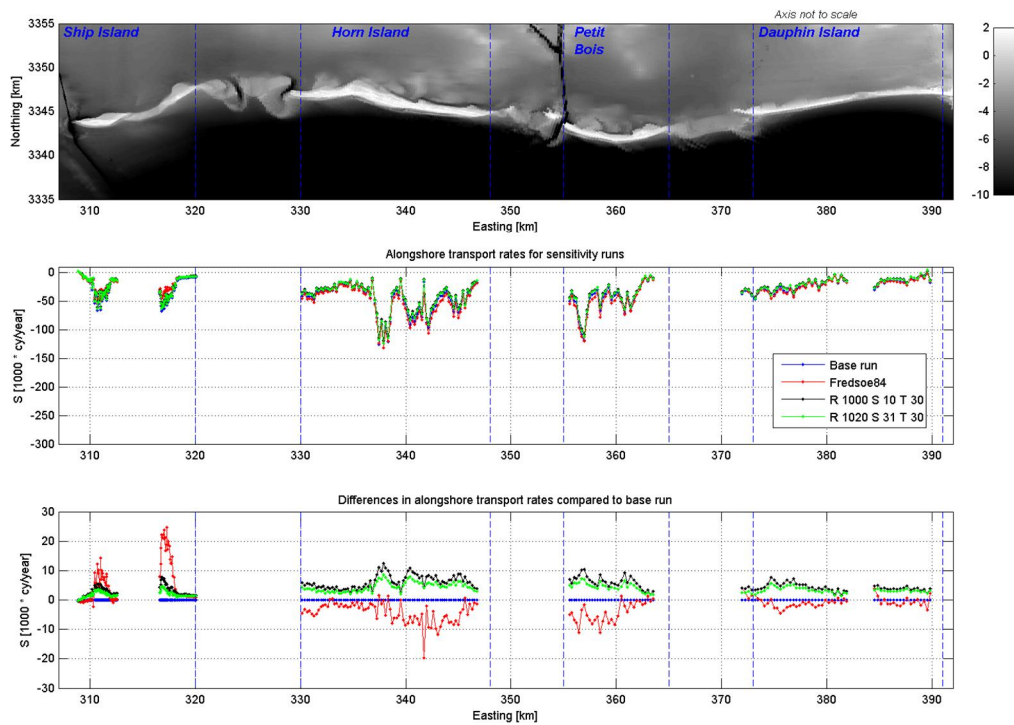 Axis not to scale
3355
Ship Island Horn Island Petit Bois Dauphin Island
3350
3345
3340
3335
Northing [km]
310 320 330 340 350 360 370 380 390
Easting [km]
2
0
-2
-4
-6
-8
-10
Alongshore transport rates for sensitivity runs
0
-50
-100
-150
-200
-250
-300
S [1000 * cy/year]
Base run
Fredsoe84
R 1000 S 10 T 30
R 1020 S 31 T 30
310 320 330 340 350 360 370 380 390
Differences in alongshore transport rates compared to base run
30
20
10
0
-10
-20
-30
S [1000 * cy/year]
310 320 330 340 350 360 370 380 390
Easting [km]